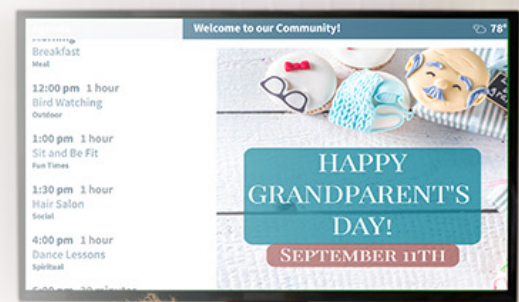 Welcome to our Community!
78°
Morning
Breakfast
Meal
12:00 pm 1 hour
Bird Watching
Outdoor
1:00 pm 1 hour
Sit and Be Fit
Fun Times
1:30 pm 1 hour
Hair Salon
Social
4:00 pm 1 hour
Dance Lessons
Spiritual
HAPPY
GRANDPARENT'S
DAY!
SEPTEMBER 11TH